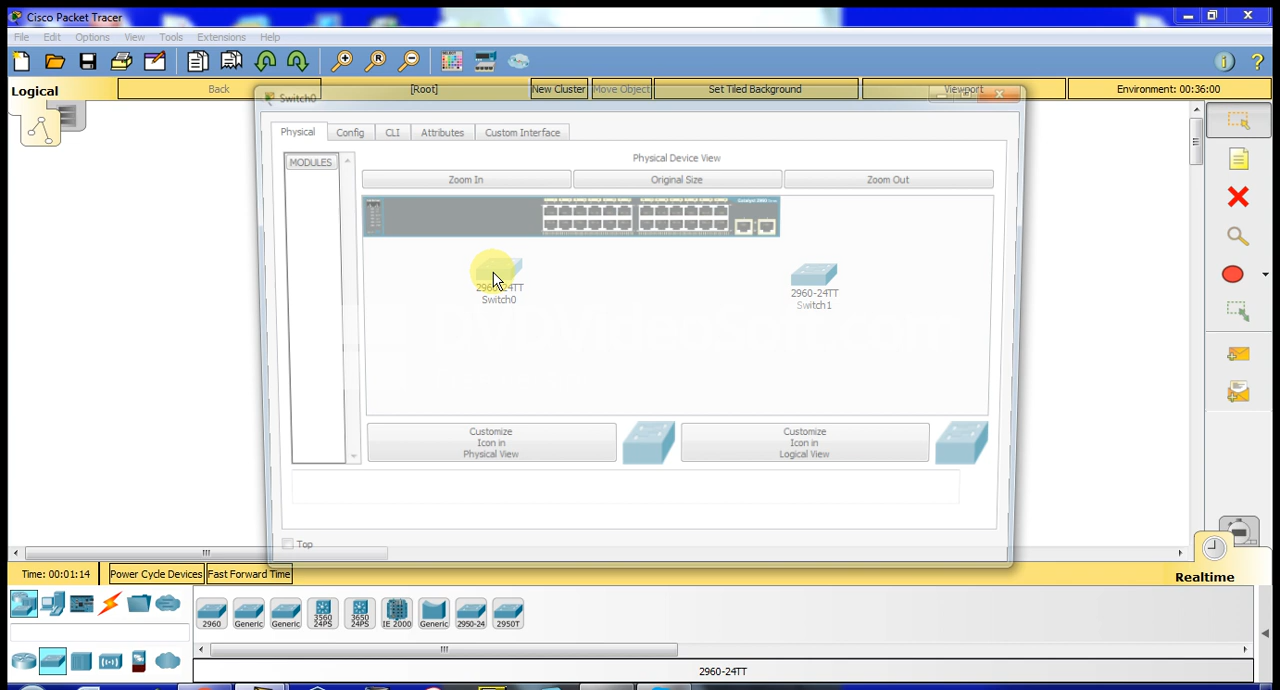 Cisco Packet Tracer
File Edit Options View Tools Extensions Help
Logical Back [Root] New Cluster Move Object Set Tiled Background Viewport Environment: 00:36:00
Switch0
Physical Config CLI Attributes Custom Interface
MODULES
Physical Device View
Zoom In Original Size Zoom Out
2960-24TT
Switch0
2960-24TT
Switch1
DVDVideoSoft.com
Customize
Icon in
Physical View
Customize
Icon in
Logical View
Top
Time: 00:01:14 Power Cycle Devices Fast Forward Time
Realtime
2960
Generic
Generic
3560
24PS
3650
24PS
IE 2000
Generic
2950-24
2950T
2960-24TT